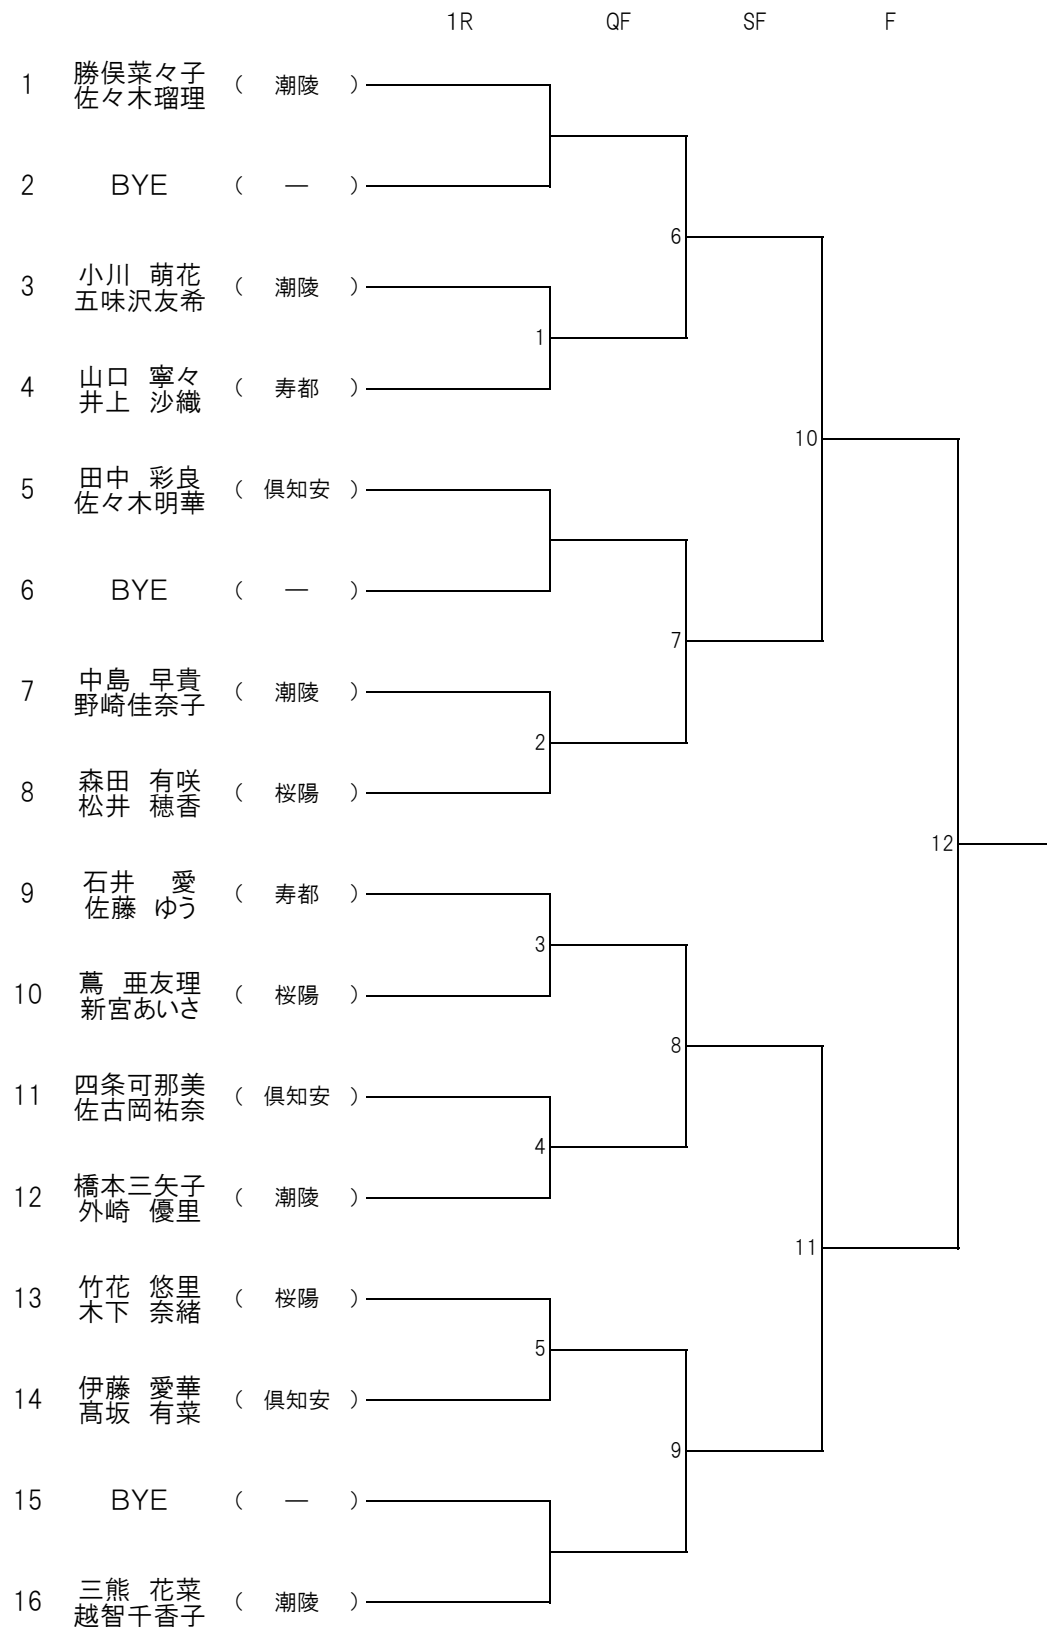 1R QF SF F
勝俣菜々子
1 ( 潮陵 )
佐々木瑠理
2 BYE ( ― )
6
小川 萌花
3 ( 潮陵 )
五味沢友希
1
山口 寧々
4 ( 寿都 )
井上 沙織
10
田中 彩良
5 ( 倶知安 )
佐々木明華
6 BYE ( ― )
7
中島 早貴
7 ( 潮陵 )
野崎佳奈子
2
森田 有咲
8 ( 桜陽 )
松井 穂香
12
石井 愛
9 ( 寿都 )
佐藤 ゆう
3
蔦 亜友理
10 ( 桜陽 )
新宮あいさ
8
四条可那美
11 ( 倶知安 )
佐古岡祐奈
4
橋本三矢子
12 ( 潮陵 )
外崎 優里
11
竹花 悠里
13 ( 桜陽 )
木下 奈緒
5
伊藤 愛華
14 ( 倶知安 )
髙坂 有菜
9
15 BYE ( ― )
三熊 花菜
16 ( 潮陵 )
越智千香子